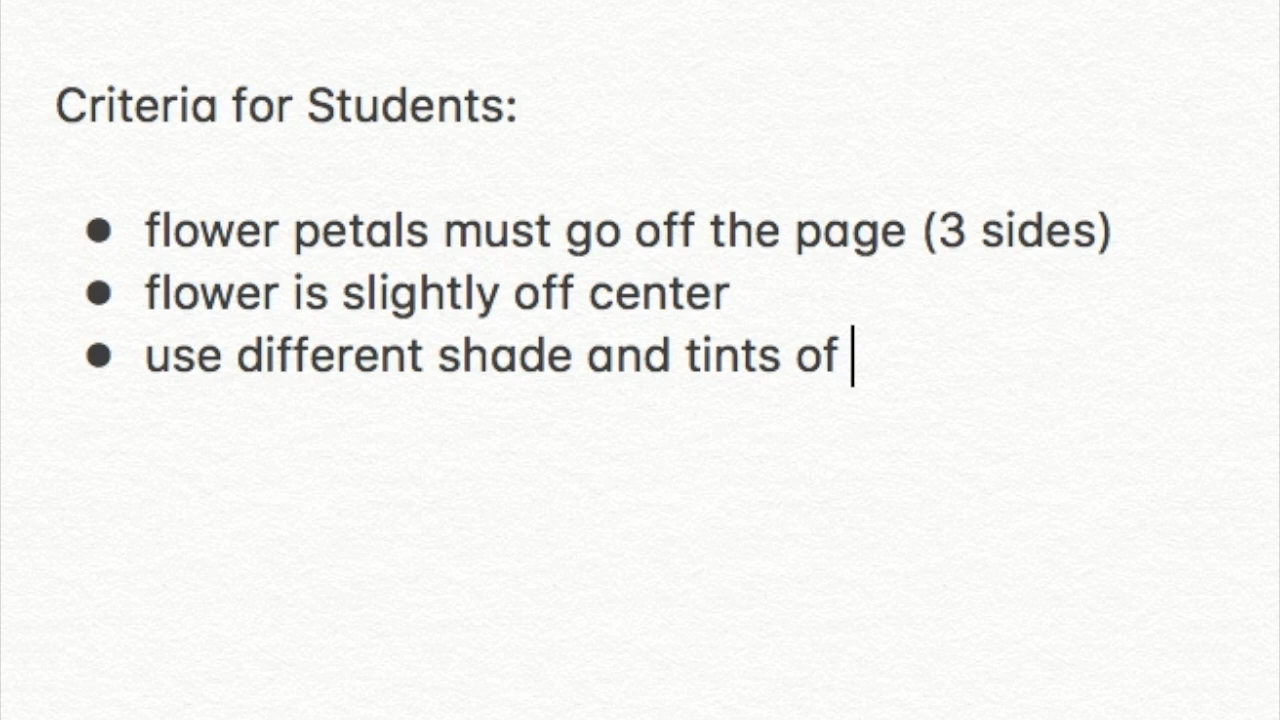 Criteria for Students:
● flower petals must go off the page (3 sides)
● flower is slightly off center
● use different shade and tints of